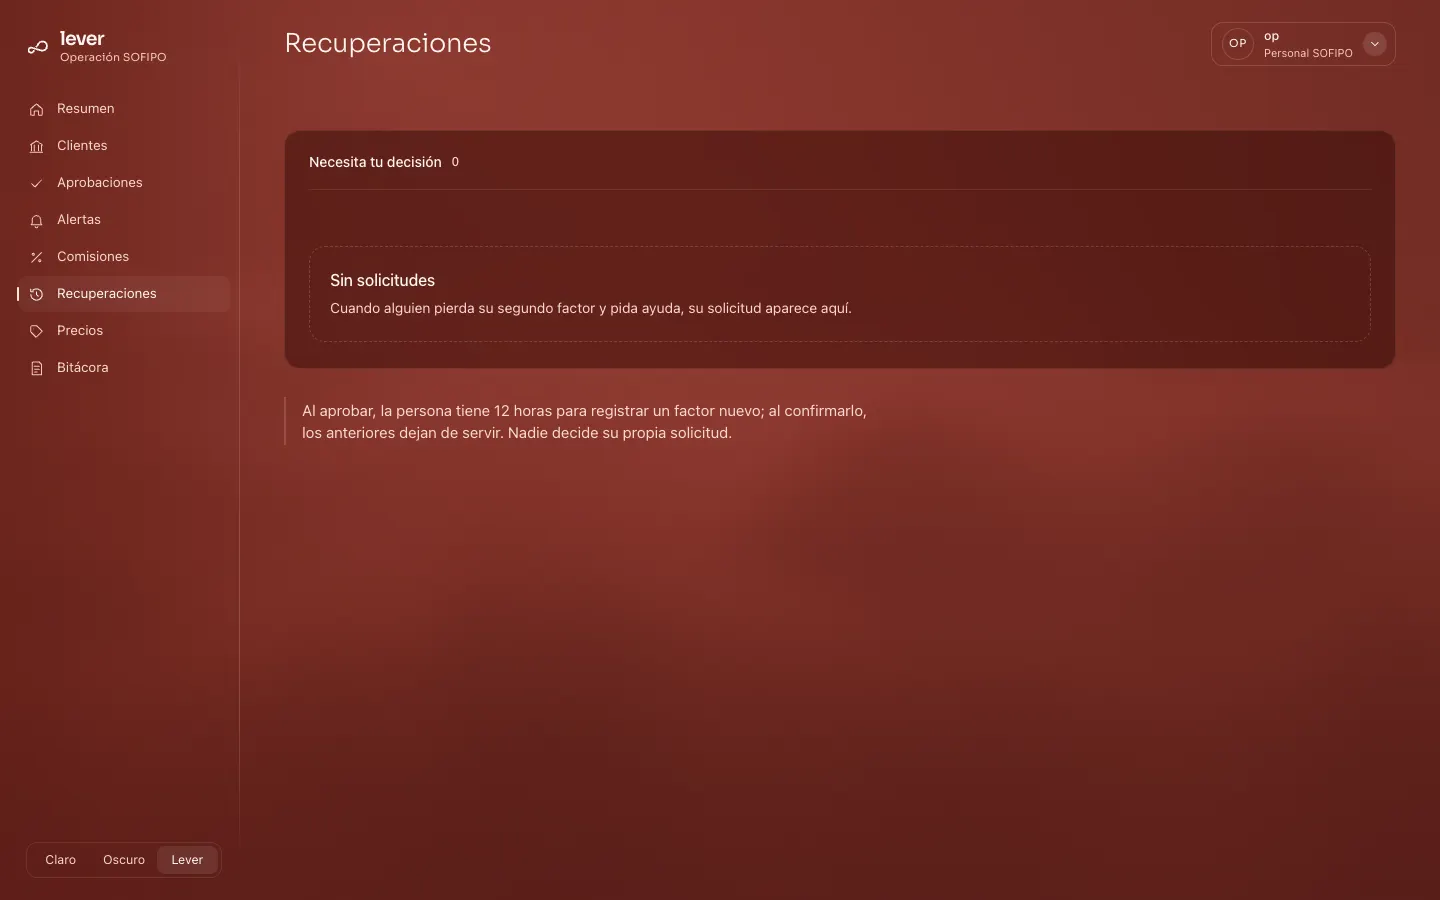 lever
Operación SOFIPO
Resumen
Clientes
Aprobaciones
Alertas
Comisiones
Recuperaciones
Precios
Bitácora
Claro
Oscuro
Lever
Recuperaciones
OP
op
Personal SOFIPO
Necesita tu decisión 0
Sin solicitudes
Cuando alguien pierda su segundo factor y pida ayuda, su solicitud aparece aquí.
Al aprobar, la persona tiene 12 horas para registrar un factor nuevo; al confirmarlo,
los anteriores dejan de servir. Nadie decide su propia solicitud.